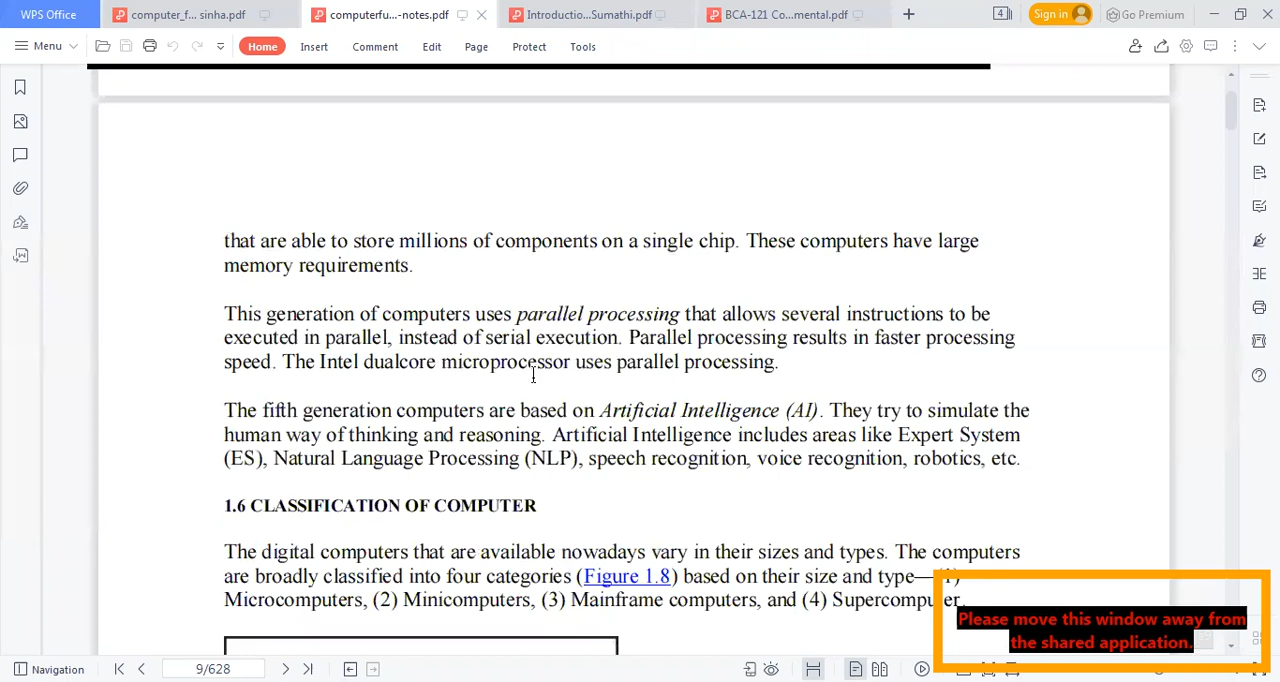 WPS Office
computer_f... sinha.pdf
computerfu...-notes.pdf
Introductio...Sumathi.pdf
BCA-121 Co...mental.pdf
4
Sign in
Go Premium
Menu
Home
Insert
Comment
Edit
Page
Protect
Tools
that are able to store millions of components on a single chip. These computers have large
memory requirements.
This generation of computers uses parallel processing that allows several instructions to be
executed in parallel, instead of serial execution. Parallel processing results in faster processing
speed. The Intel dualcore microprocessor uses parallel processing.
The fifth generation computers are based on Artificial Intelligence (AI). They try to simulate the
human way of thinking and reasoning. Artificial Intelligence includes areas like Expert System
(ES), Natural Language Processing (NLP), speech recognition, voice recognition, robotics, etc.
1.6 CLASSIFICATION OF COMPUTER
The digital computers that are available nowadays vary in their sizes and types. The computers
are broadly classified into four categories (Figure 1.8) based on their size and type—(1)
Microcomputers, (2) Minicomputers, (3) Mainframe computers, and (4) Supercomputer.
Please move this window away from
the shared application.
Navigation
9/628